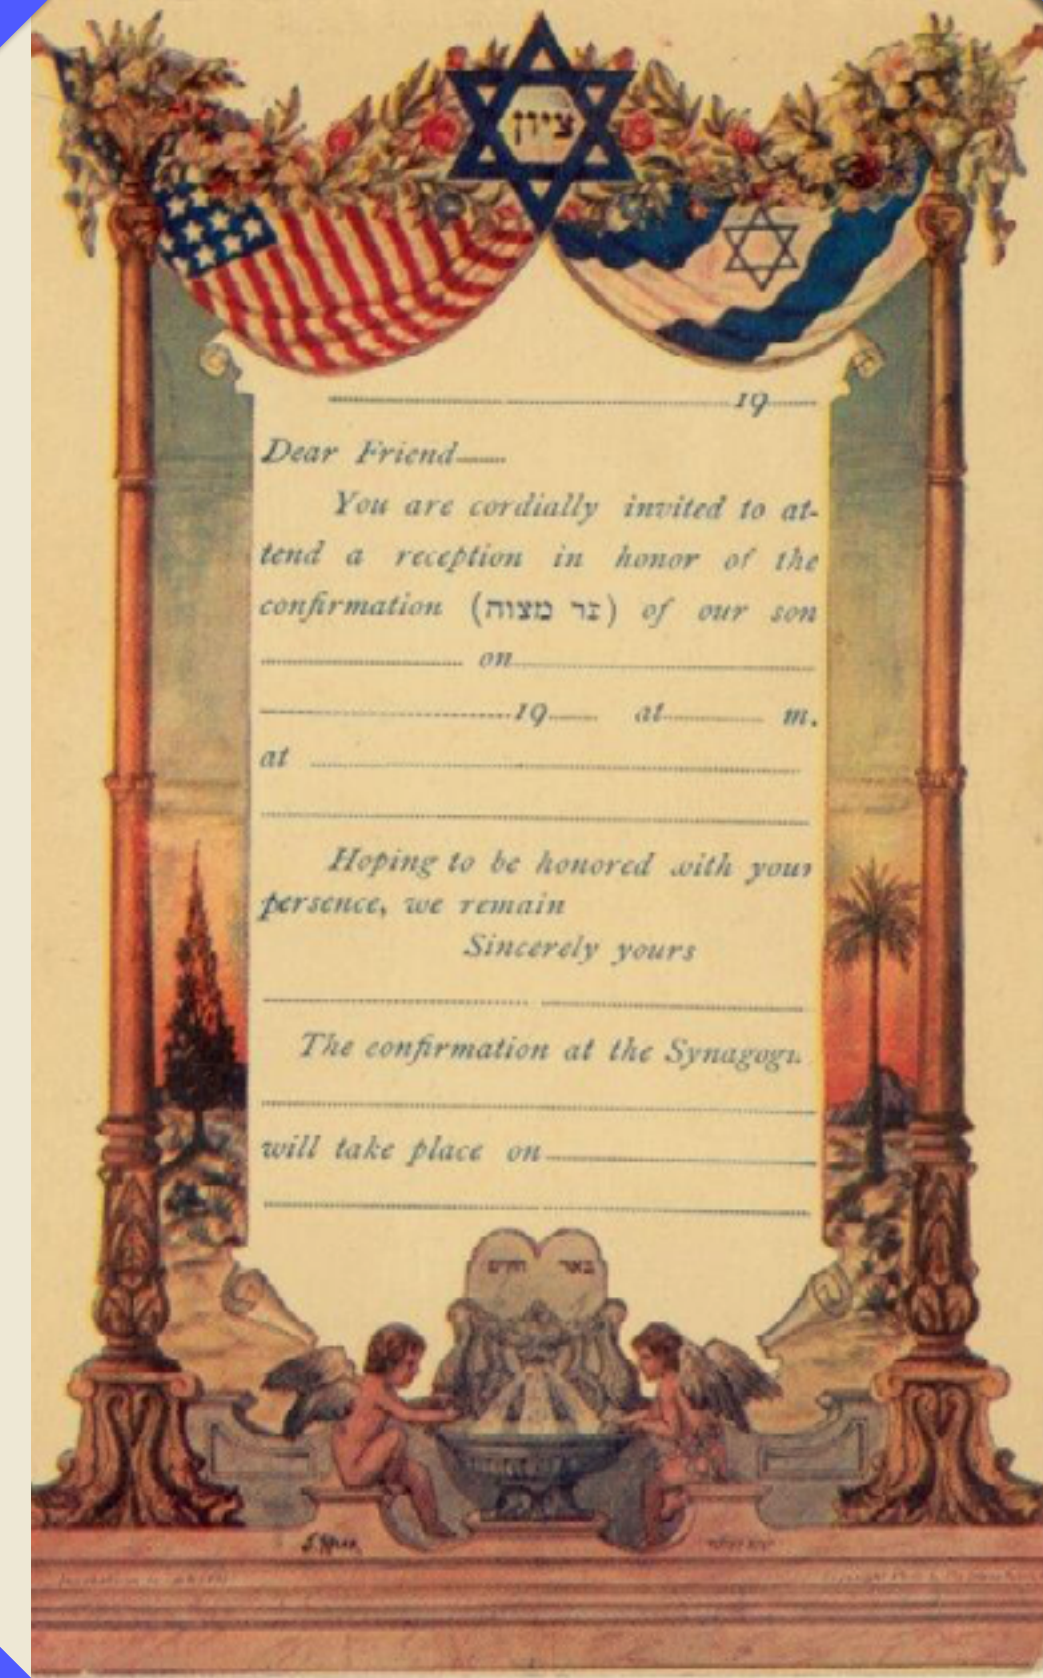 ציון
19
Dear Friend
You are cordially invited to at-
tend a reception in honor of the
confirmation (בר מצוה) of our son
on
19 at m.
at
Hoping to be honored with your
persence, we remain
Sincerely yours
The confirmation at the Synagogu
will take place on
באר